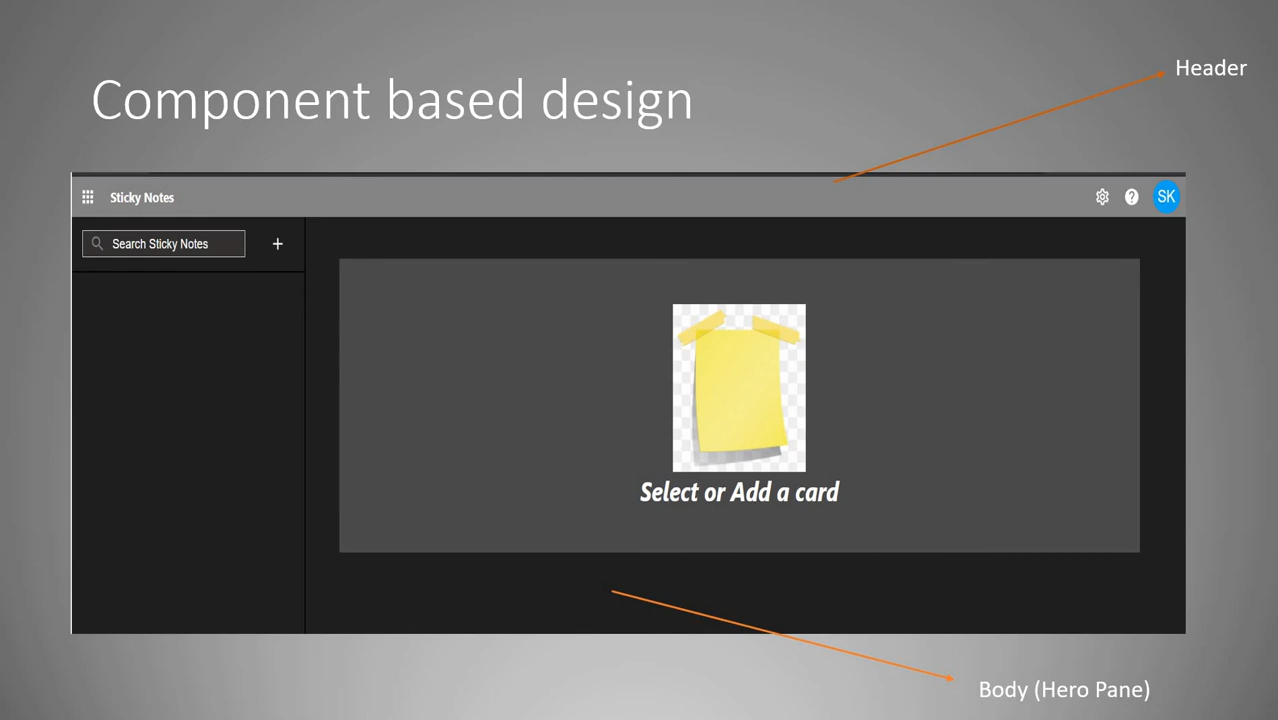 Header
Component based design
Sticky Notes
?
SK
Search Sticky Notes
+
Select or Add a card
Body (Hero Pane)